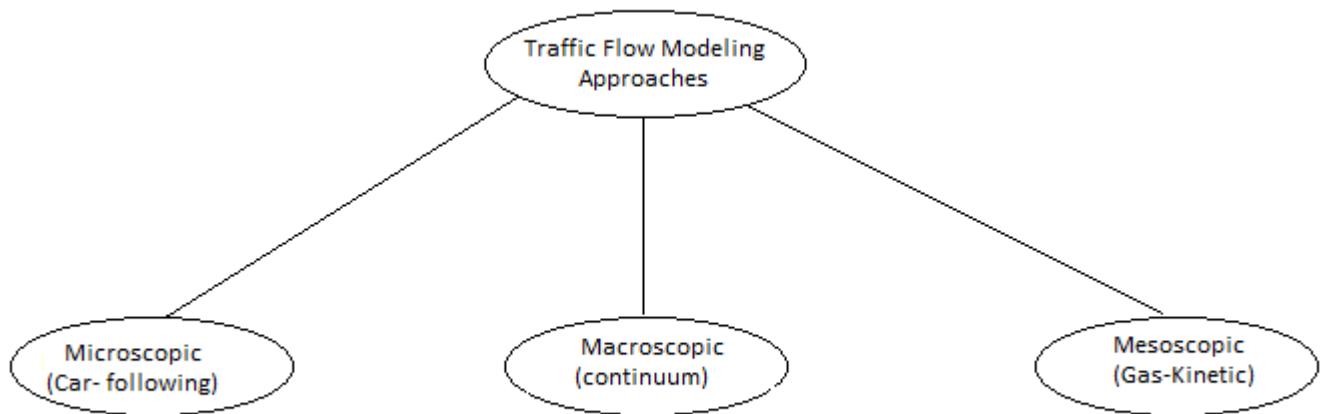 Traffic Flow Modeling
Approaches
Microscopic
(Car- following)
Macroscopic
(continuum)
Mesoscopic
(Gas-Kinetic)